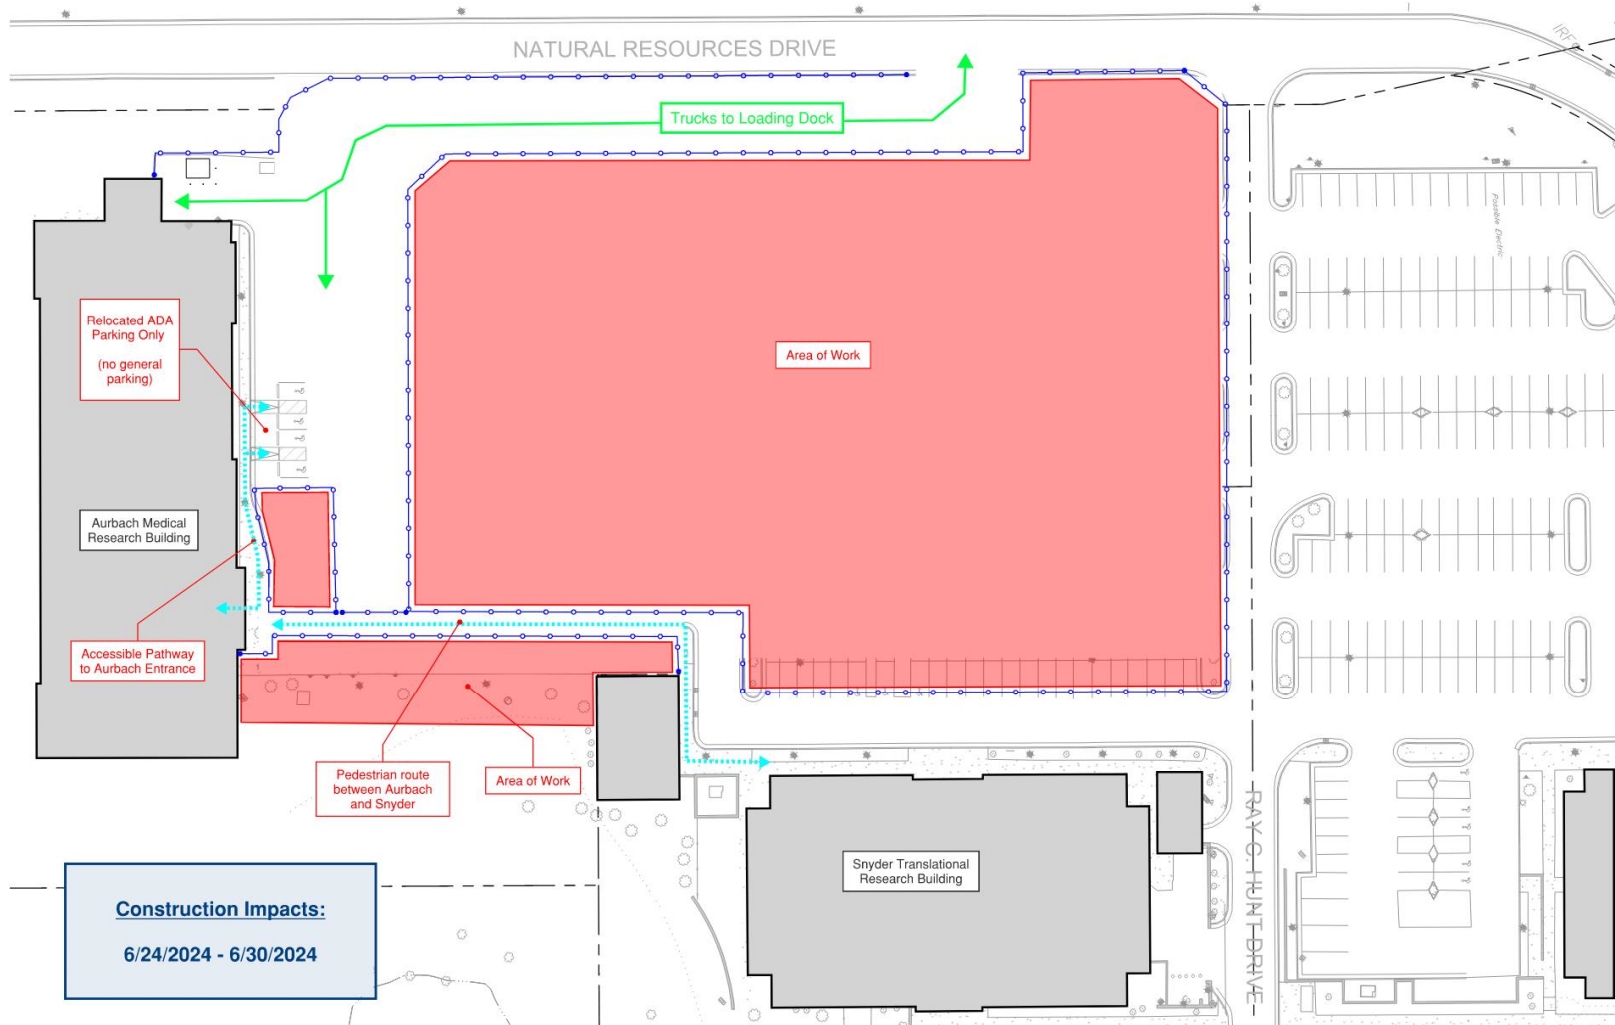 NATURAL RESOURCES DRIVE
Trucks to Loading Dock
Possible Electric
Relocated ADA
Parking Only
(no general
parking)
Area of Work
Aurbach Medical
Research Building
Accessible Pathway
to Aurbach Entrance
Pedestrian route
between Aurbach
and Snyder
Area of Work
Snyder Translational
Research Building
RAY C. HUNT DRIVE
Construction Impacts:
6/24/2024 - 6/30/2024